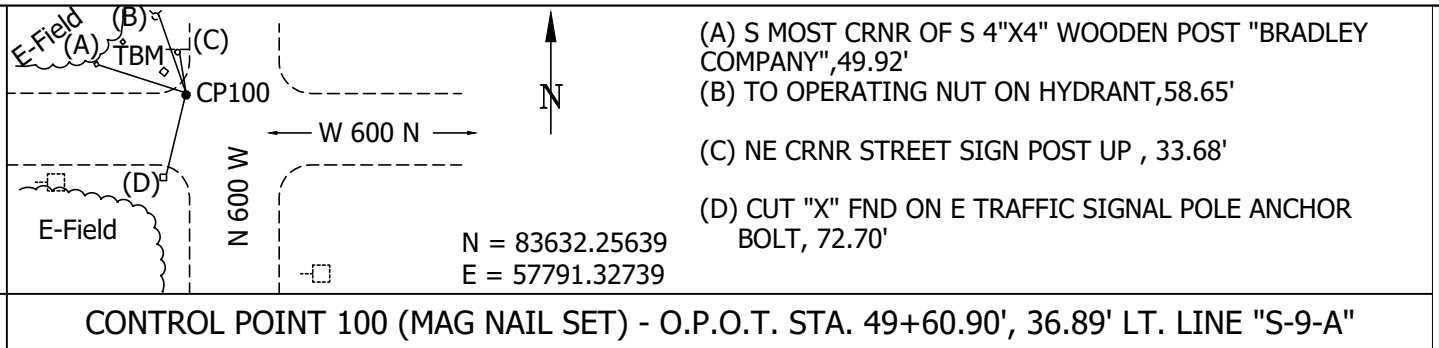 E-Field
(B)
(A)
TBM
(C)
CP100
W 600 N
N
N 600 W
(D)
E-Field
N = 83632.25639
E = 57791.32739
(A) S MOST CRNR OF S 4"X4" WOODEN POST "BRADLEY
COMPANY",49.92'
(B) TO OPERATING NUT ON HYDRANT,58.65'
(C) NE CRNR STREET SIGN POST UP , 33.68'
(D) CUT "X" FND ON E TRAFFIC SIGNAL POLE ANCHOR
BOLT, 72.70'
CONTROL POINT 100 (MAG NAIL SET) - O.P.O.T. STA. 49+60.90', 36.89' LT. LINE "S-9-A"